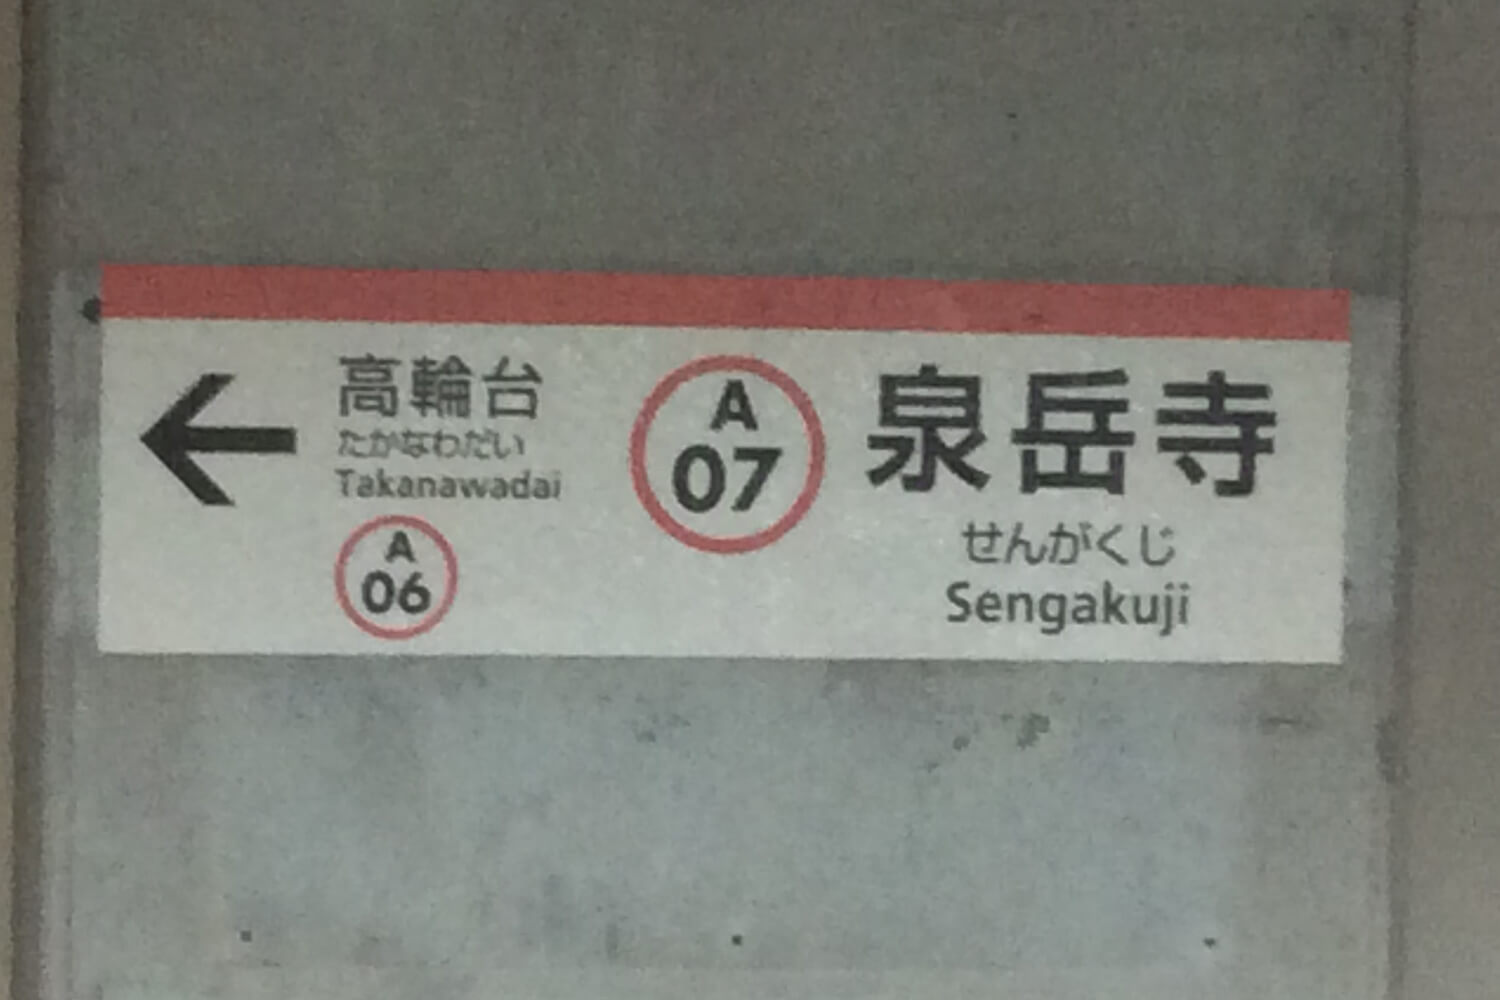 高輪台
たかなわだい
Takanawadai
A
06
A
07
泉岳寺
せんがくじ
Sengakuji